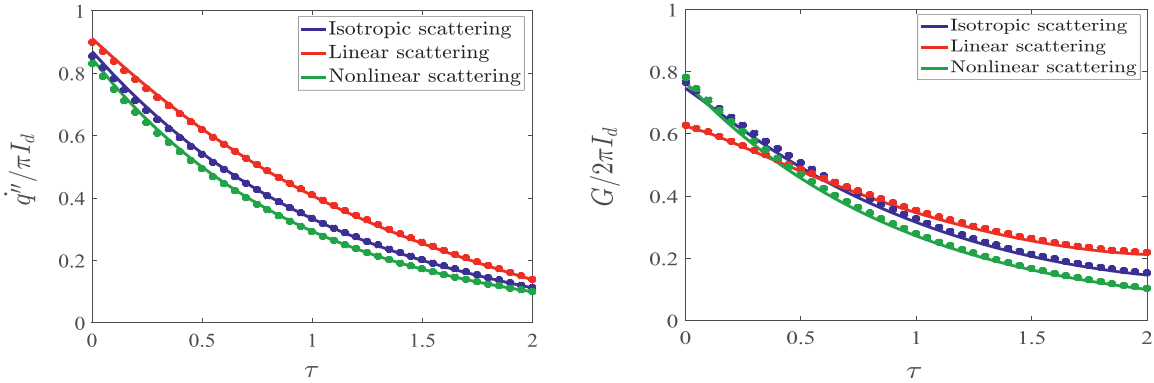 Isotropic scattering
Linear scattering
Nonlinear scattering
1
0.8
0.6
0.4
0.2
0
q̇″/πI_d
0
0.5
1
1.5
2
τ
Isotropic scattering
Linear scattering
Nonlinear scattering
1
0.8
0.6
0.4
0.2
0
G/2πI_d
0
0.5
1
1.5
2
τ